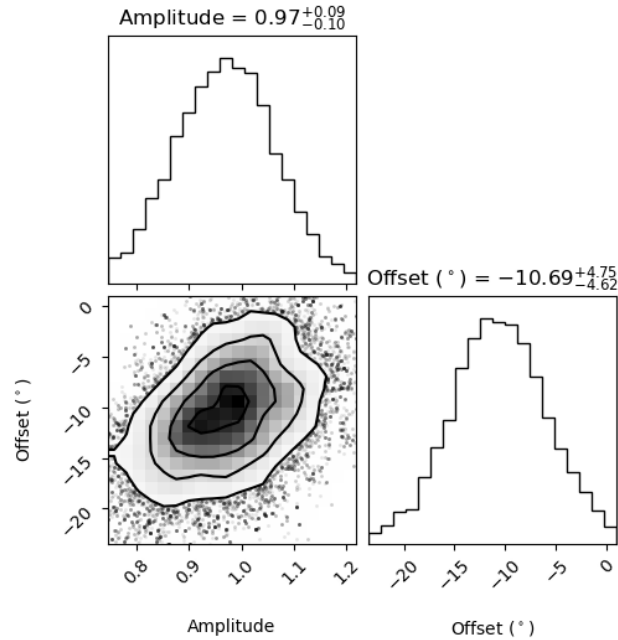 Amplitude = 0.97+0.09−0.10
Offset (°) = −10.69+4.75−4.62
0
−5
−10
−15
−20
Offset (°)
0.8 0.9 1.0 1.1 1.2
Amplitude
−20 −15 −10 −5 0
Offset (°)